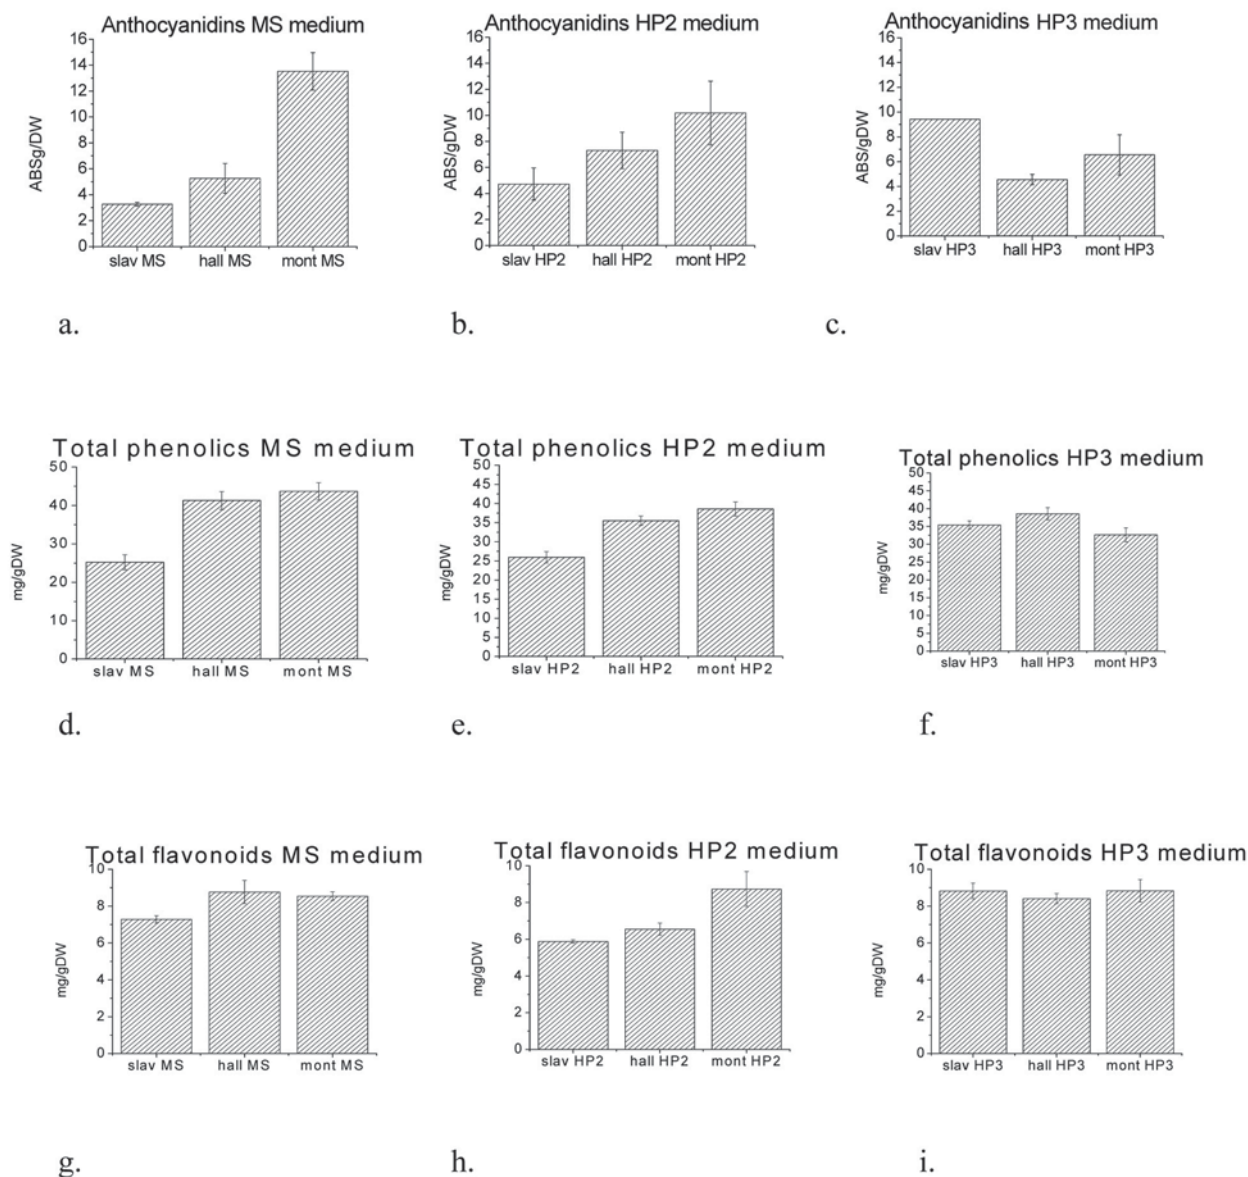 Anthocyanidins MS medium
16
14
12
10
8
6
4
2
0
ABSg/DW
slav MS hall MS mont MS
a.
Anthocyanidins HP2 medium
16
14
12
10
8
6
4
2
0
ABS/gDW
slav HP2 hall HP2 mont HP2
b.
Anthocyanidins HP3 medium
16
14
12
10
8
6
4
2
0
ABS/gDW
slav HP3 hall HP3 mont HP3
c.
Total phenolics MS medium
50
40
30
20
10
0
mg/gDW
slav MS hall MS mont MS
d.
Total phenolics HP2 medium
50
45
40
35
30
25
20
15
10
5
0
mg/gDW
slav HP2 hall HP2 mont HP2
e.
Total phenolics HP3 medium
50
45
40
35
30
25
20
15
10
5
0
mg/gDW
slav HP3 hall HP3 mont HP3
f.
Total flavonoids MS medium
10
8
6
4
2
0
mg/gDW
slav MS hall MS mont MS
g.
Total flavonoids HP2 medium
10
8
6
4
2
0
mg/gDW
slav HP2 hall HP2 mont HP2
h.
Total flavonoids HP3 medium
10
8
6
4
2
0
mg/gDW
slav HP3 hall HP3 mont HP3
i.